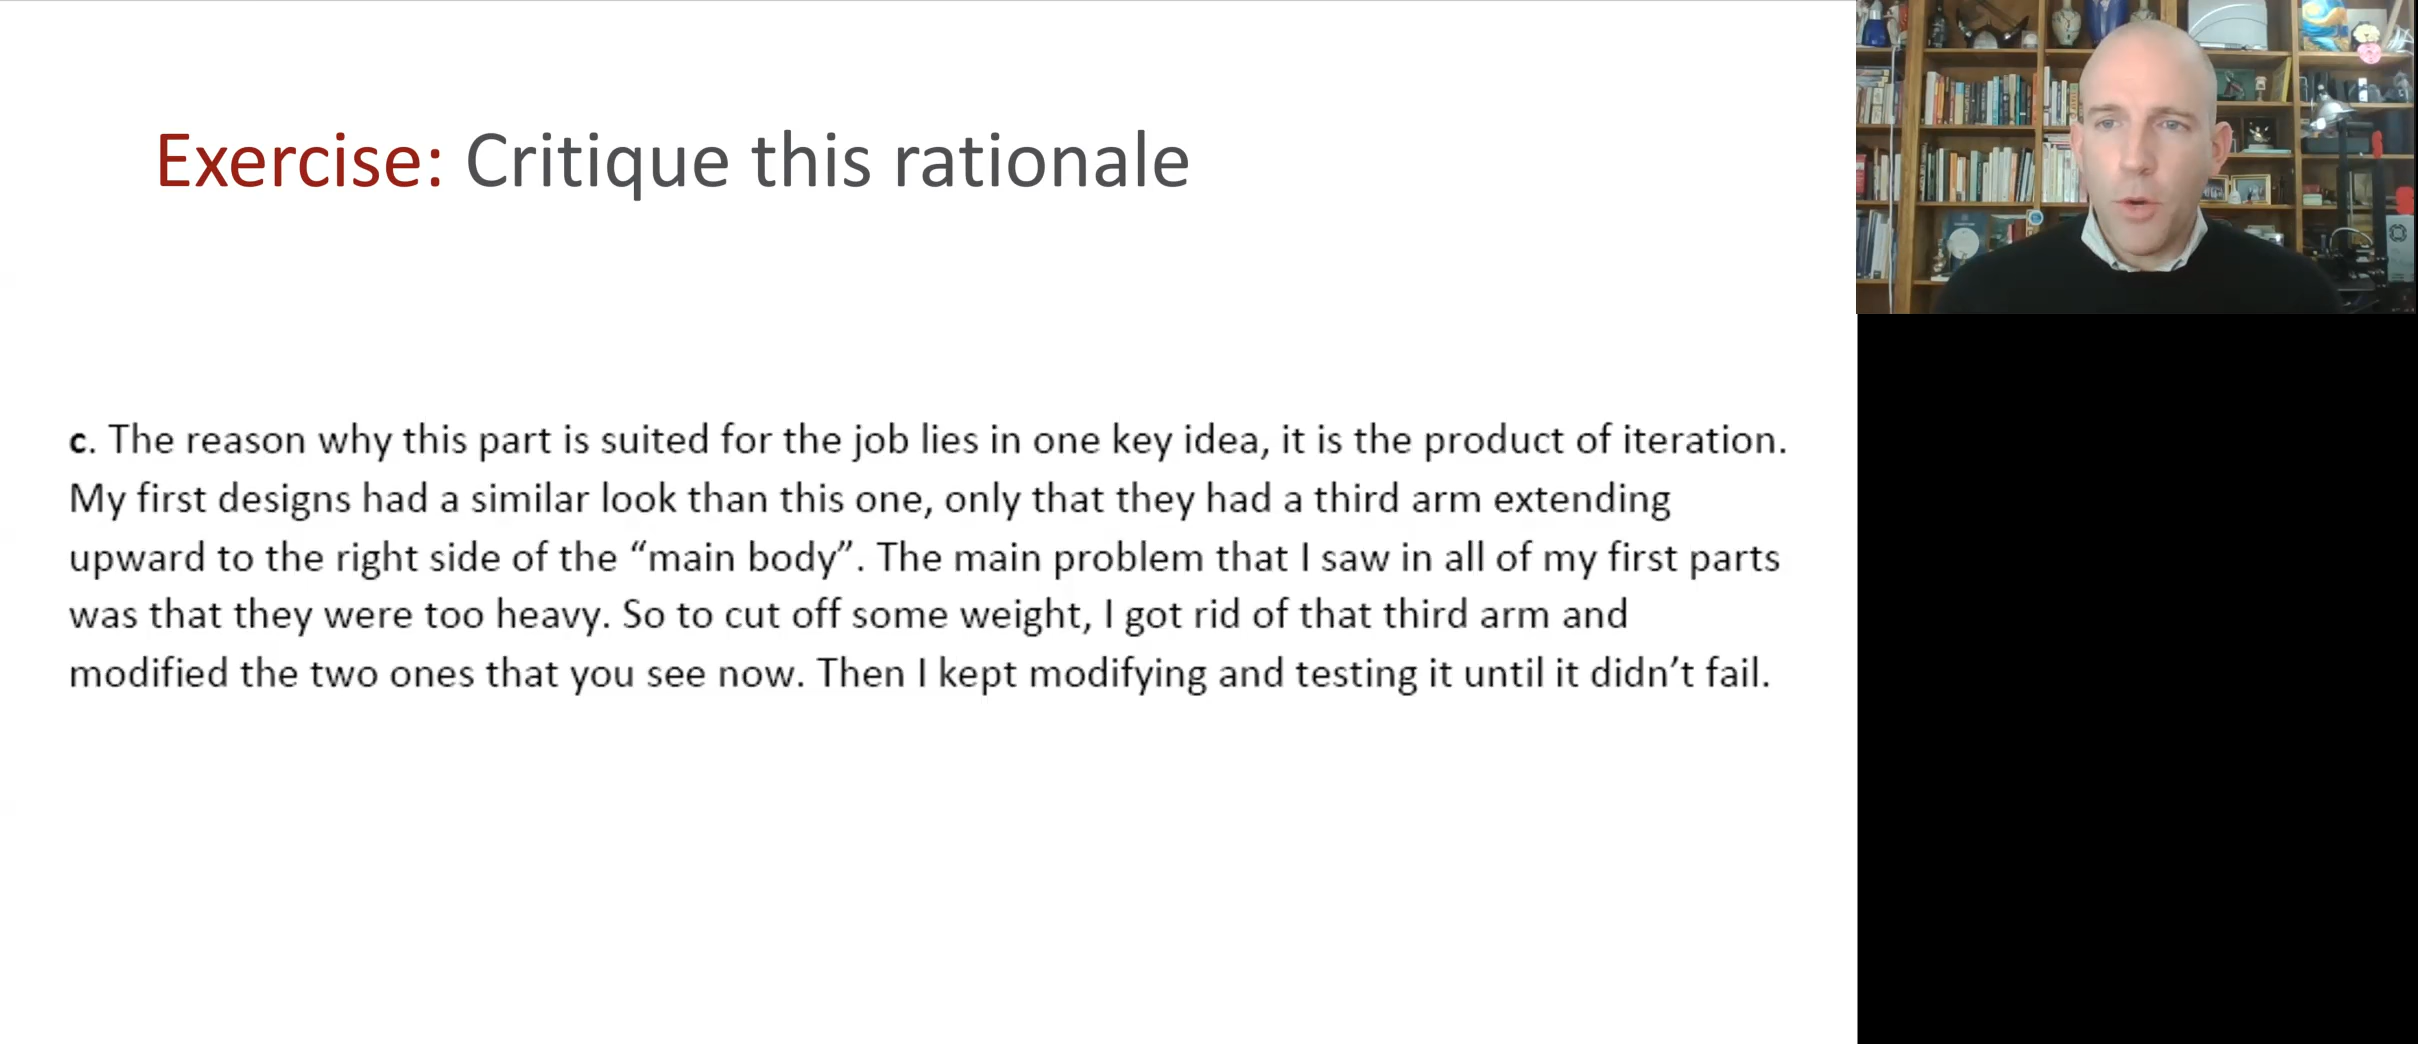 Exercise: Critique this rationale
c. The reason why this part is suited for the job lies in one key idea, it is the product of iteration.
My first designs had a similar look than this one, only that they had a third arm extending
upward to the right side of the “main body”. The main problem that I saw in all of my first parts
was that they were too heavy. So to cut off some weight, I got rid of that third arm and
modified the two ones that you see now. Then I kept modifying and testing it until it didn’t fail.